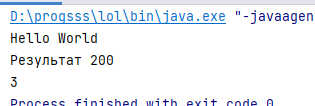 D:\progsss\lol\bin\java.exe "-javaagen
Hello World
Результат 200
3
Process finished with exit code 0